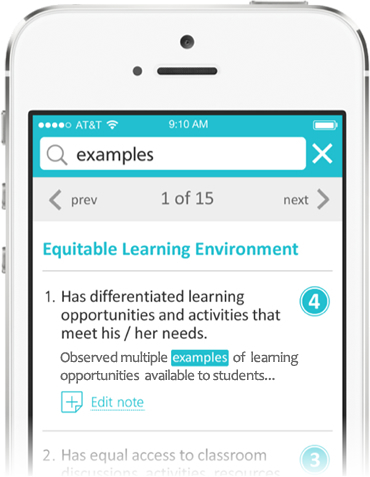 AT&T 9:10 AM
examples
prev 1 of 15 next
Equitable Learning Environment
1. Has differentiated learning 4
opportunities and activities that
meet his / her needs.
Observed multiple examples of learning
opportunities available to students...
Edit note
2. Has equal access to classroom 3
discussions, activities, resources